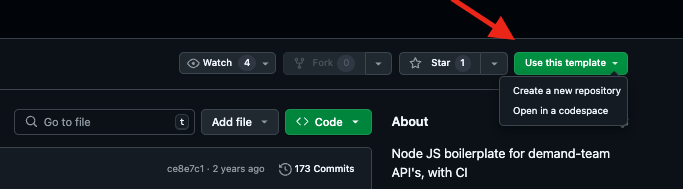 Watch 4 Fork 0 Star 1 Use this template
Create a new repository
Open in a codespace
Go to file t Add file Code About
Node JS boilerplate for demand-team
API's, with CI
ce8e7c1 · 2 years ago 173 Commits